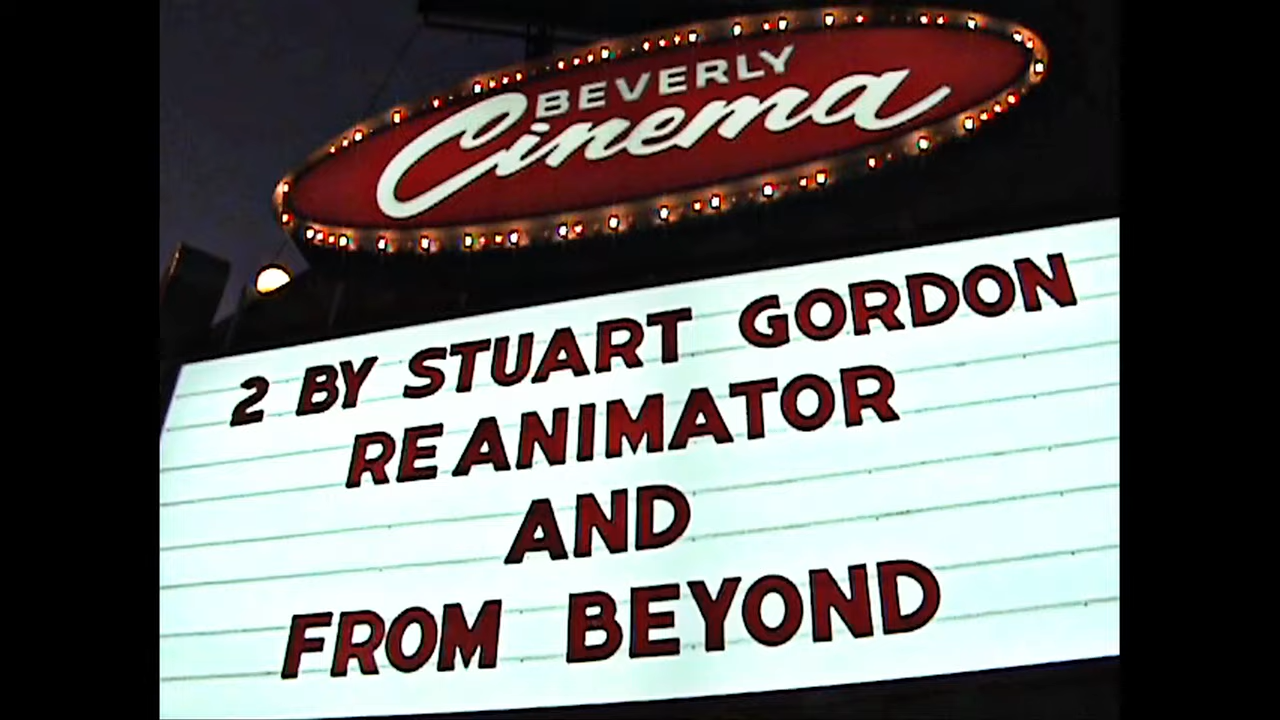 BEVERLY
Cinema
2 BY STUART GORDON
REANIMATOR
AND
FROM BEYOND